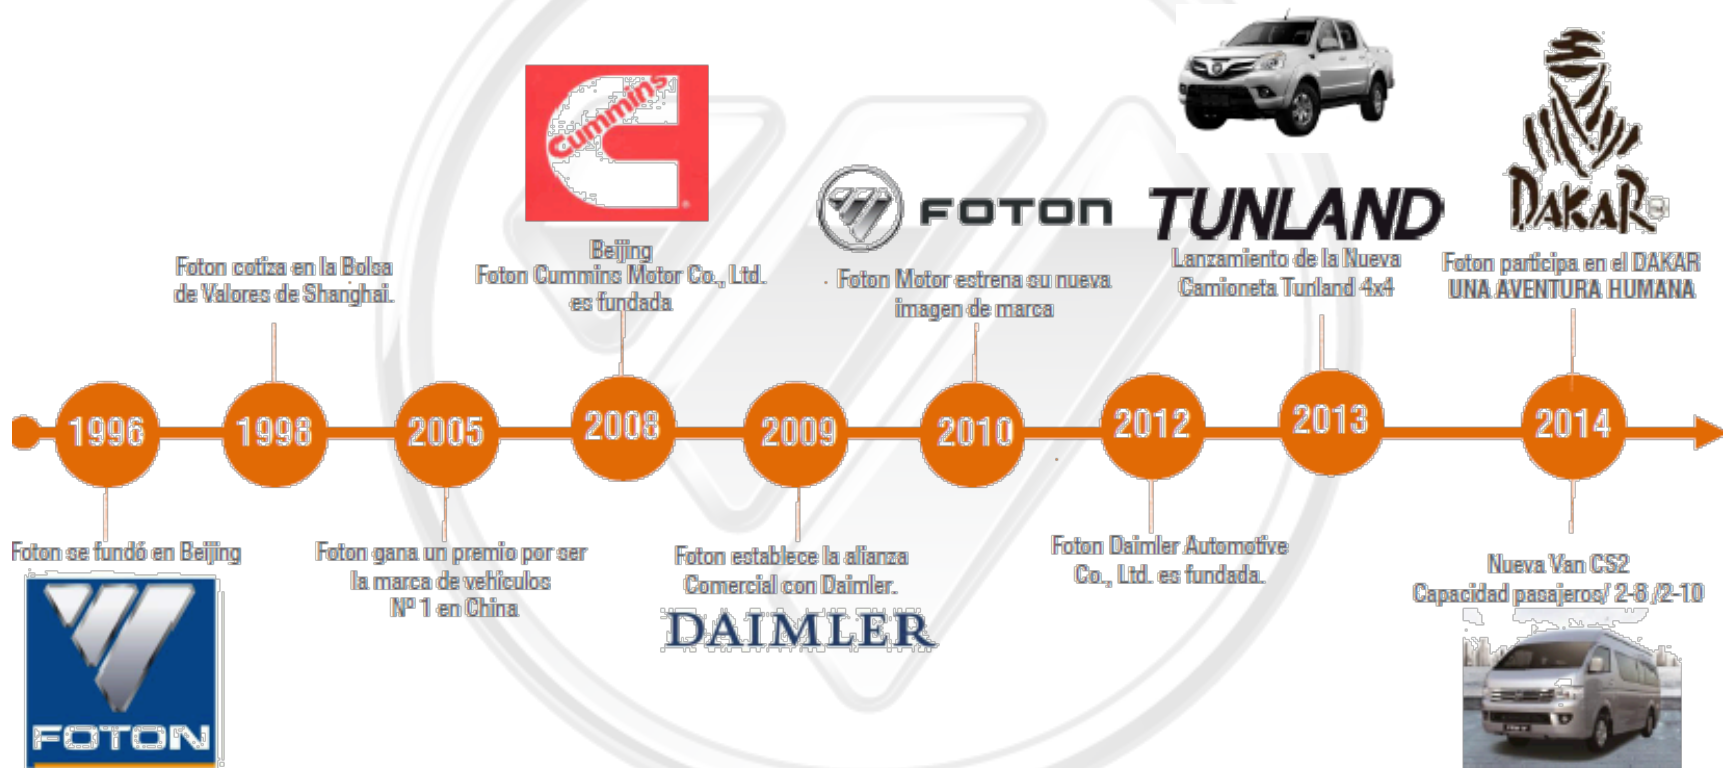 Cummins
Beijing
Foton Cummins Motor Co., Ltd.
es fundada
Foton cotiza en la Bolsa
de Valores de Shanghai.
FOTON
Foton Motor estrena su nueva
imagen de marca
TUNLAND
Lanzamiento de la Nueva
Camioneta Tunland 4x4
DAKAR
Foton participa en el DAKAR
UNA AVENTURA HUMANA
1996
1998
2005
2008
2009
2010
2012
2013
2014
Foton se fundó en Beijing
FOTON
Foton gana un premio por ser
la marca de vehículos
Nº 1 en China
Foton establece la alianza
Comercial con Daimler.
DAIMLER
Foton Daimler Automotive
Co., Ltd. es fundada.
Nueva Van CS2
Capacidad pasajeros/ 2-8 /2-10